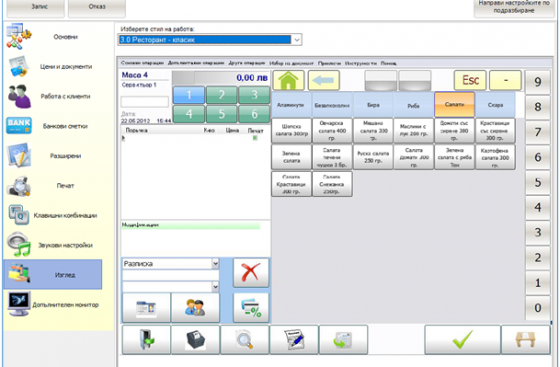 Запис
Отказ
Направи настройките по
подразбиране
Основни
Цени и документи
Работа с клиенти
BANK
Банкови сметки
Разширени
Печат
Клавишни комбинации
Звукови настройки
Изглед
Допълнителен монитор
Изберете стил на работа:
3.0 Ресторант - класик
Основни операции
Допълнителни операции
Други операции
Избор на документ
Приложи
Инструменти
Помощ
Маса 4
Сервитьор 1
0,00 лв
1 2 3
4 5 6
Дата:
22.06.2013 16:44
Поръчка
К-во
Цена
Печат
Модификации
Разписка
Esc
-
9
8
7
6
5
4
3
2
1
0
Аламинути
Безалкохолни
Бира
Риба
Салати
Скара
Шопска
салата 300гр
Овчарска
салата 400
гр.
Мешана
салата 350
гр.
Маслини с
лук 200 гр.
Домати със
сирене 300
гр.
Краставици
със сирене
300 гр.
Зелена
салата
Салата
печени
чушки 3 бр.
Руска салата
250 гр.
Салата
Домати 300
гр.
Зелена
салата с риба
Тон
Картофена
салата 300
гр.
Салата
Краставици
300 гр.
Салата
Снежанка
250гр.